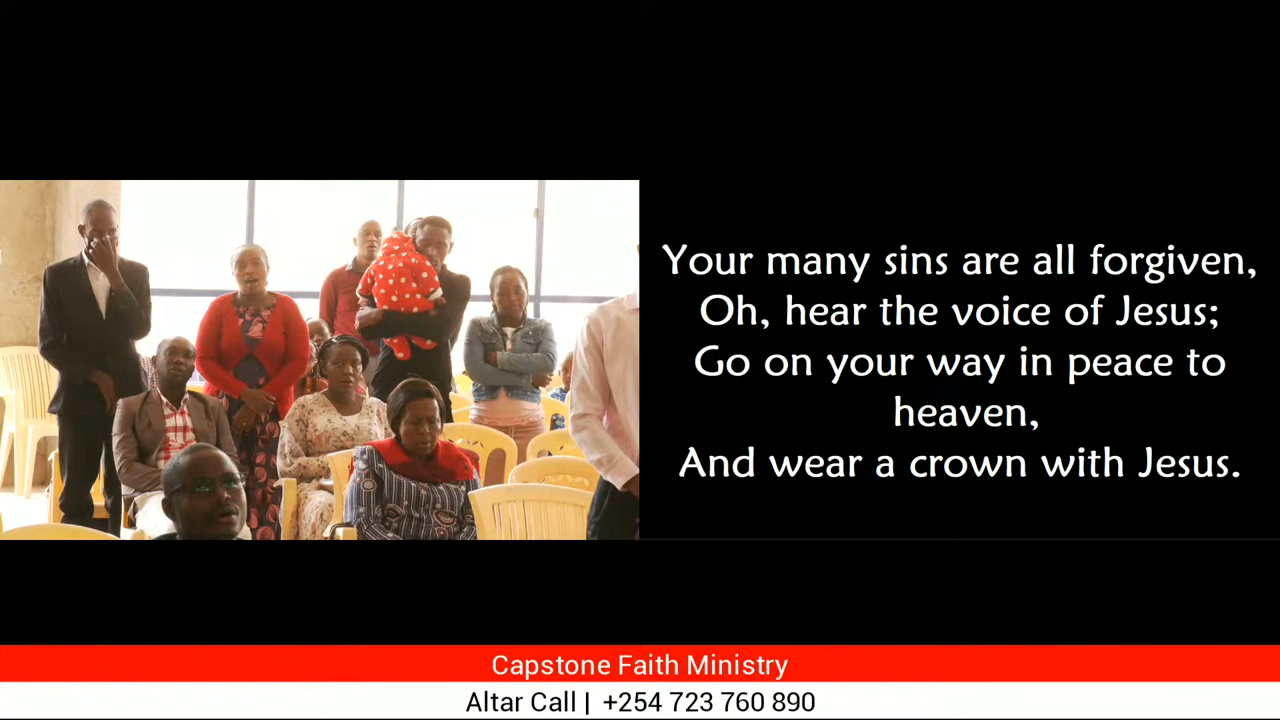 Your many sins are all forgiven,
Oh, hear the voice of Jesus;
Go on your way in peace to
heaven,
And wear a crown with Jesus.
Capstone Faith Ministry
Altar Call | +254 723 760 890